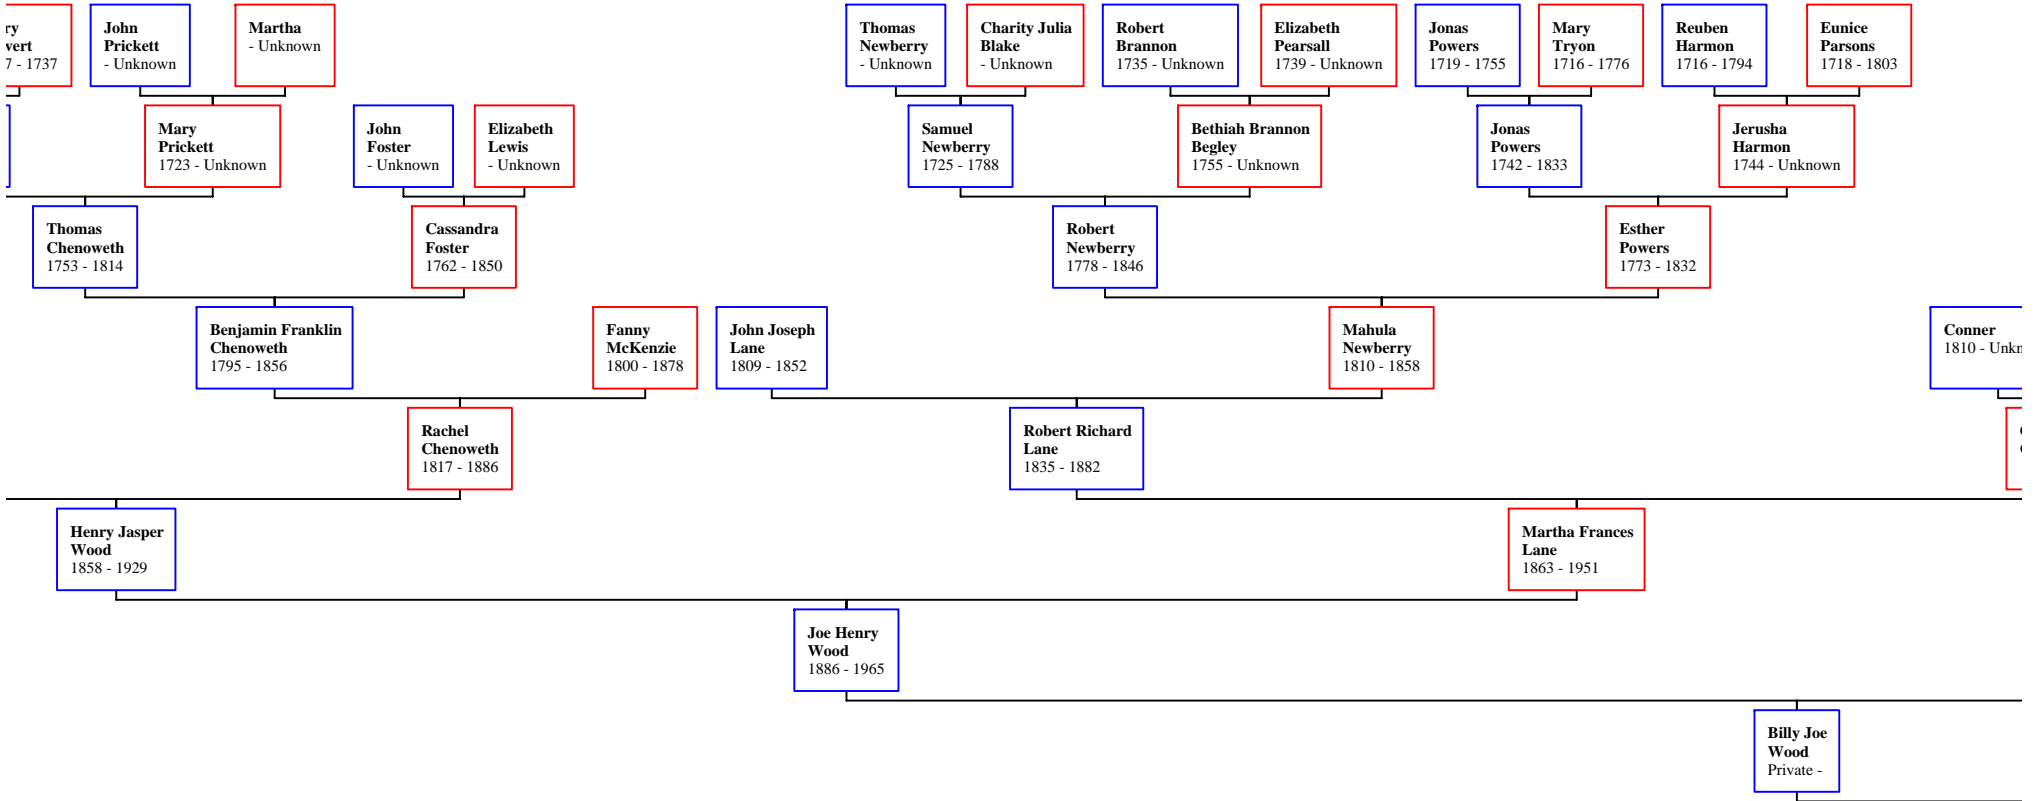 7 - 1737
John
Prickett
- Unknown
Martha
- Unknown
Thomas
Newberry
- Unknown
Charity Julia
Blake
- Unknown
Robert
Brannon
1735 - Unknown
Elizabeth
Pearsall
1739 - Unknown
Jonas
Powers
1719 - 1755
Mary
Tryon
1716 - 1776
Reuben
Harmon
1716 - 1794
Eunice
Parsons
1718 - 1803
Mary
Prickett
1723 - Unknown
John
Foster
- Unknown
Elizabeth
Lewis
- Unknown
Samuel
Newberry
1725 - 1788
Bethiah Brannon
Begley
1755 - Unknown
Jonas
Powers
1742 - 1833
Jerusha
Harmon
1744 - Unknown
Thomas
Chenoweth
1753 - 1814
Cassandra
Foster
1762 - 1850
Robert
Newberry
1778 - 1846
Esther
Powers
1773 - 1832
Benjamin Franklin
Chenoweth
1795 - 1856
Fanny
McKenzie
1800 - 1878
John Joseph
Lane
1809 - 1852
Mahula
Newberry
1810 - 1858
Conner
1810 -
Rachel
Chenoweth
1817 - 1886
Robert Richard
Lane
1835 - 1882
Henry Jasper
Wood
1858 - 1929
Martha Frances
Lane
1863 - 1951
Joe Henry
Wood
1886 - 1965
Billy Joe
Wood
Private -